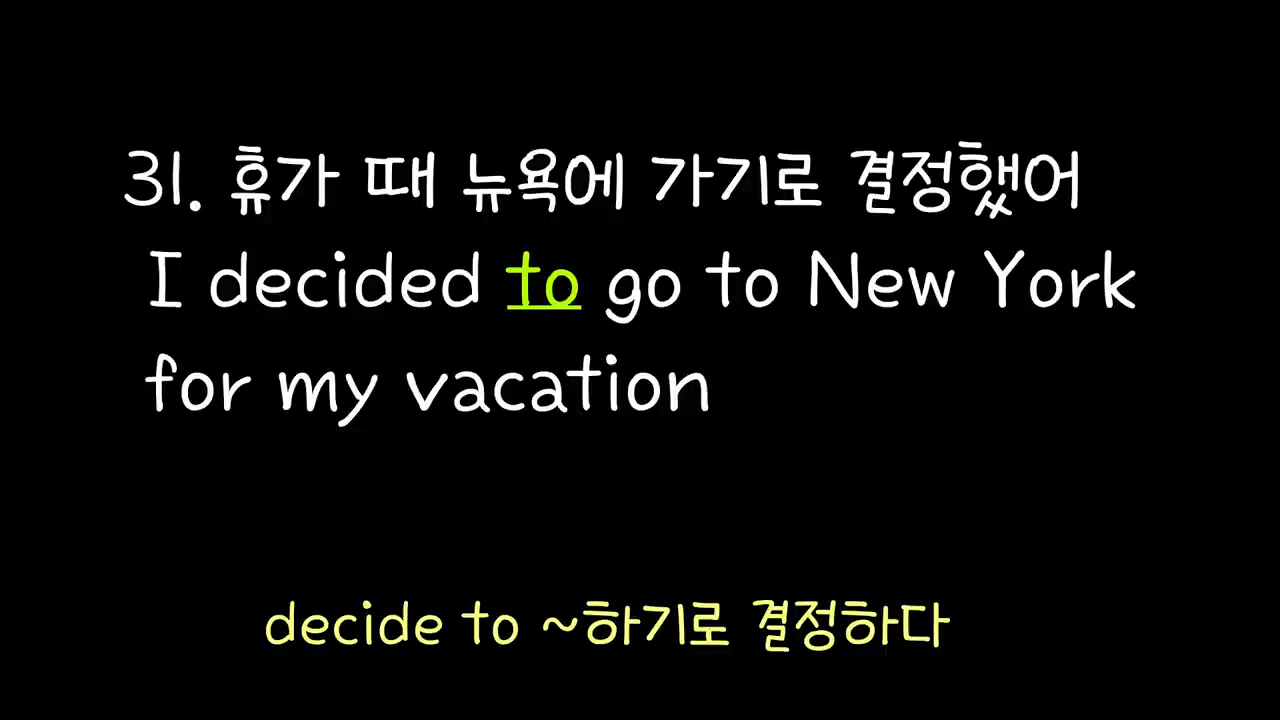 31. 휴가 때 뉴욕에 가기로 결정했어
I decided to go to New York
for my vacation
decide to ~하기로 결정하다